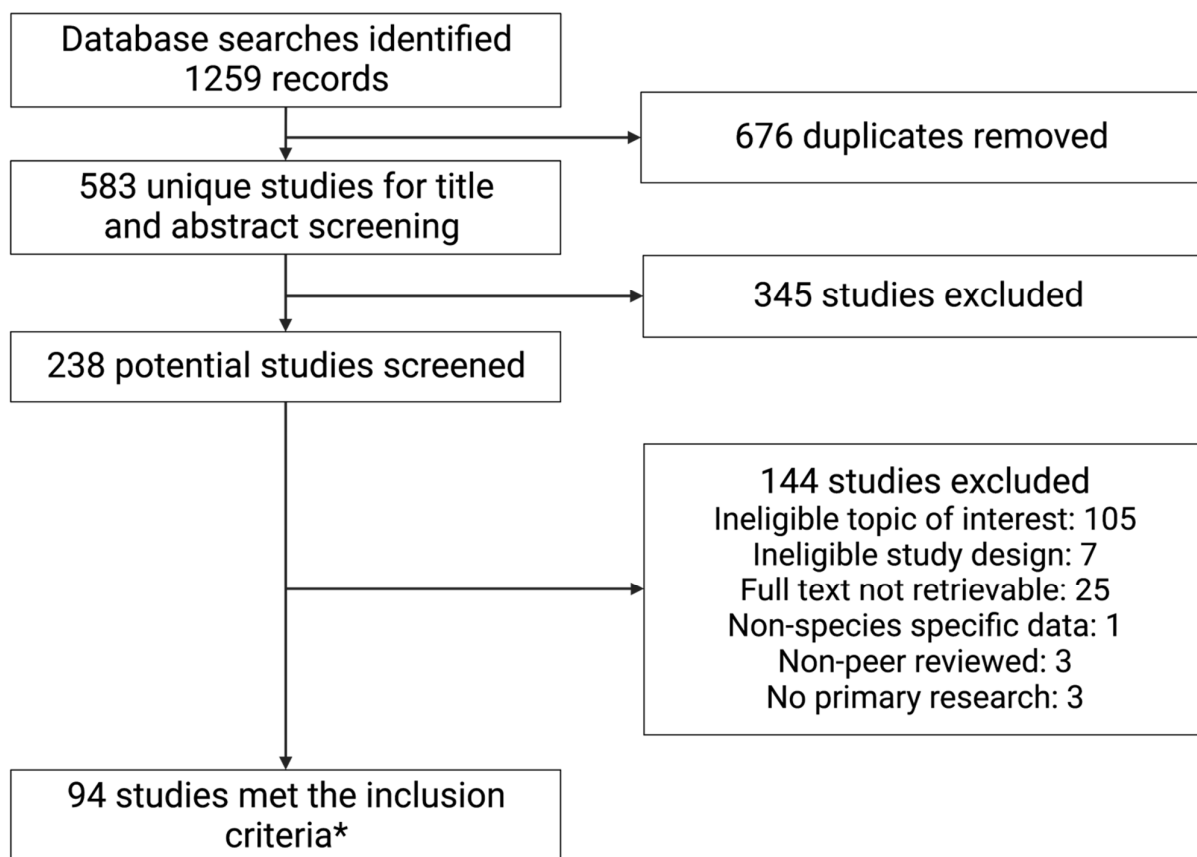 Database searches identified
1259 records
676 duplicates removed
583 unique studies for title
and abstract screening
345 studies excluded
238 potential studies screened
144 studies excluded
Ineligible topic of interest: 105
Ineligible study design: 7
Full text not retrievable: 25
Non-species specific data: 1
Non-peer reviewed: 3
No primary research: 3
94 studies met the inclusion
criteria*